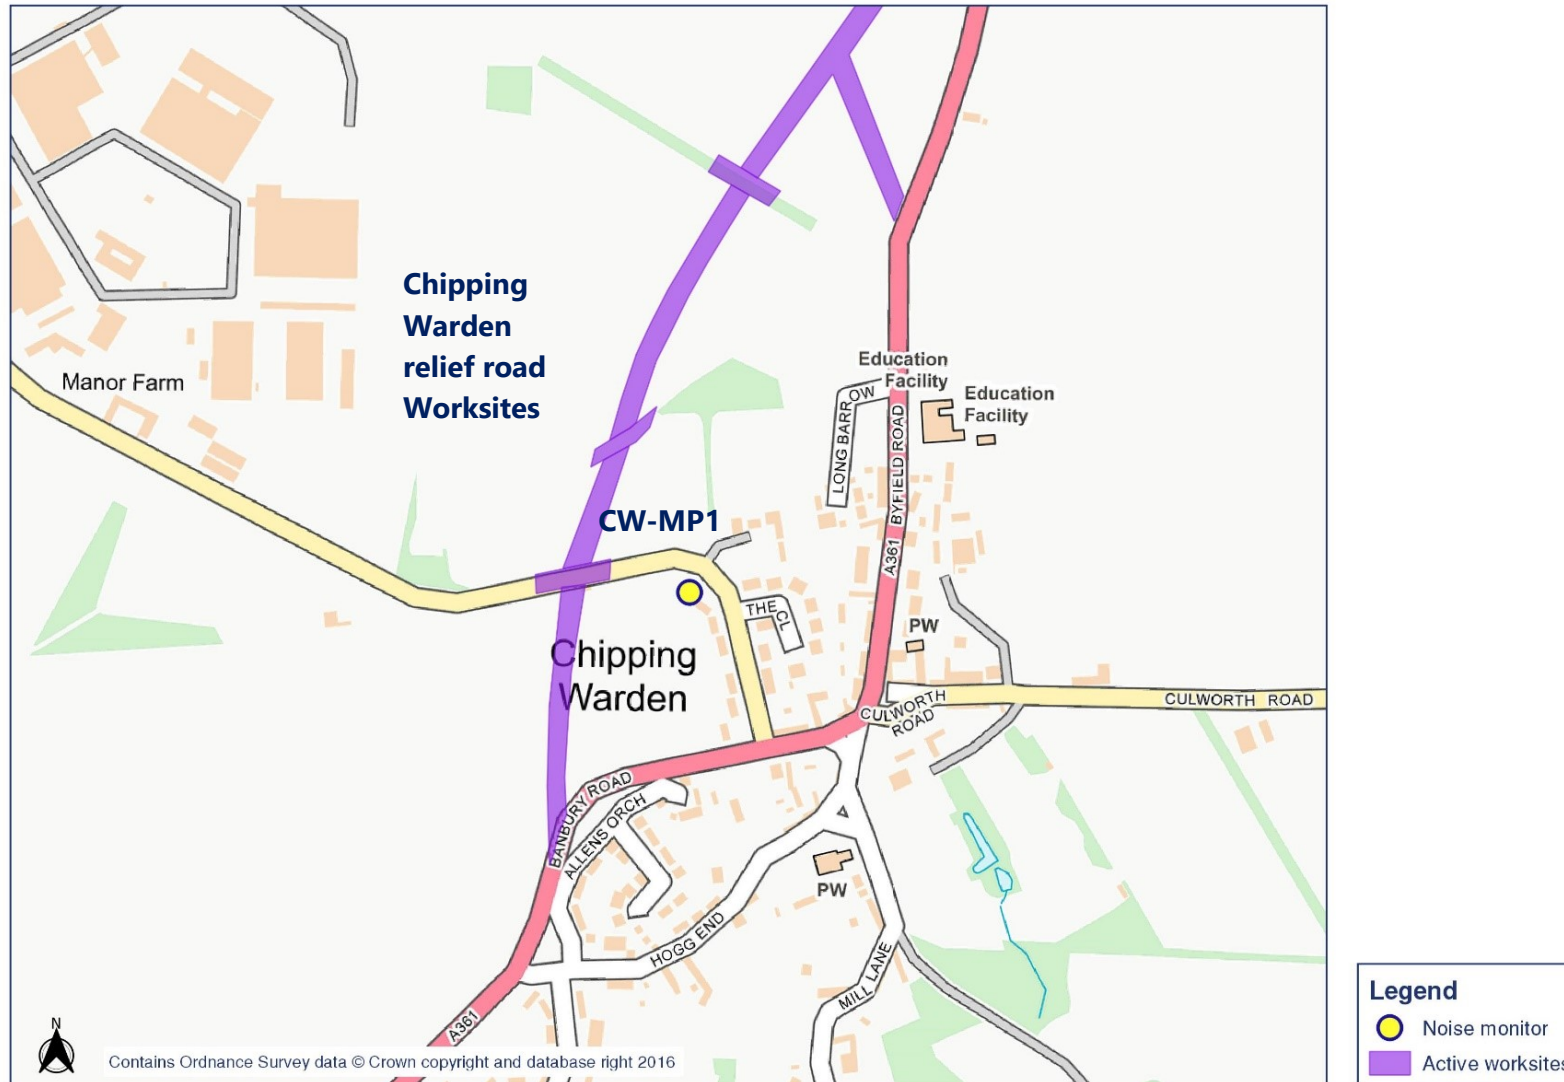 Chipping
Warden
relief road
Worksites
Manor Farm
Education
Facility
Education
Facility
LONG BARROW
BYFIELD ROAD
A361
CW-MP1
THE CL
PW
Chipping
Warden
CULWORTH
ROAD
CULWORTH ROAD
BANBURY ROAD
ALLENS ORCH
PW
HOGG END
MILL LANE
A361
N
Contains Ordnance Survey data © Crown copyright and database right 2016
Legend
Noise monitor
Active worksites